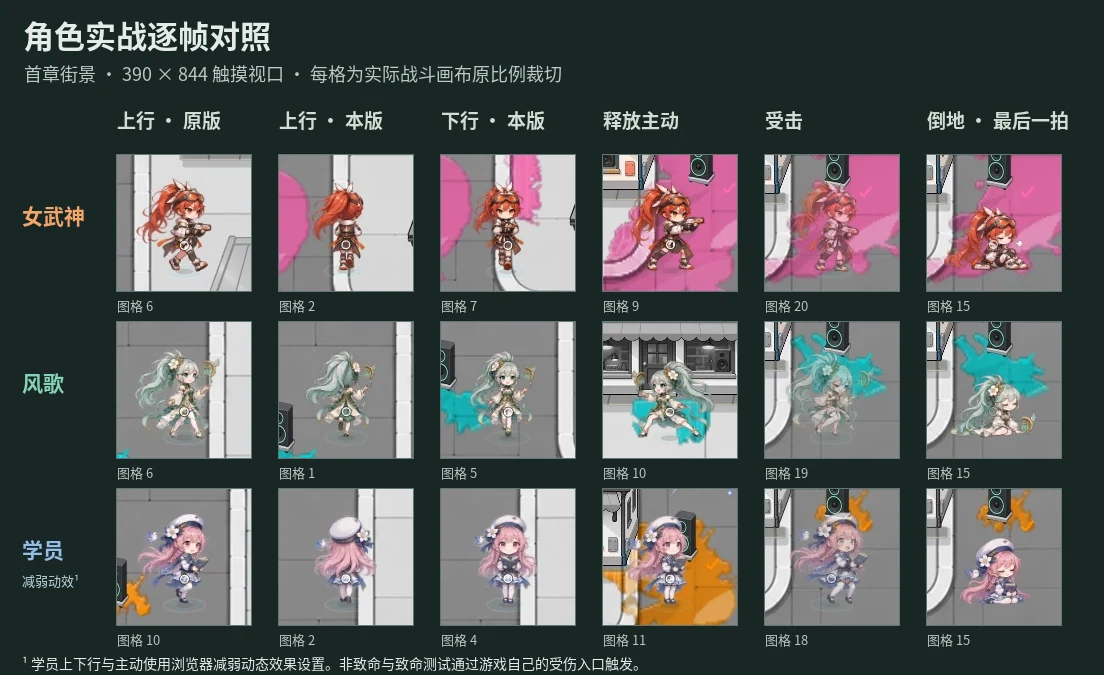 角色实战逐帧对照
首章街景 • 390 × 844 触摸视口 • 每格为实际战斗画布原比例裁切
上行 • 原版
上行 • 本版
下行 • 本版
释放主动
受击
倒地 • 最后一拍
女武神
图格 6
图格 2
图格 7
图格 9
图格 20
图格 15
风歌
图格 6
图格 1
图格 5
图格 10
图格 19
图格 15
学员
减弱动效¹
图格 10
图格 2
图格 4
图格 11
图格 18
图格 15
¹ 学员上下行与主动使用浏览器减弱动态效果设置。非致命与致命测试通过游戏自己的受伤入口触发。